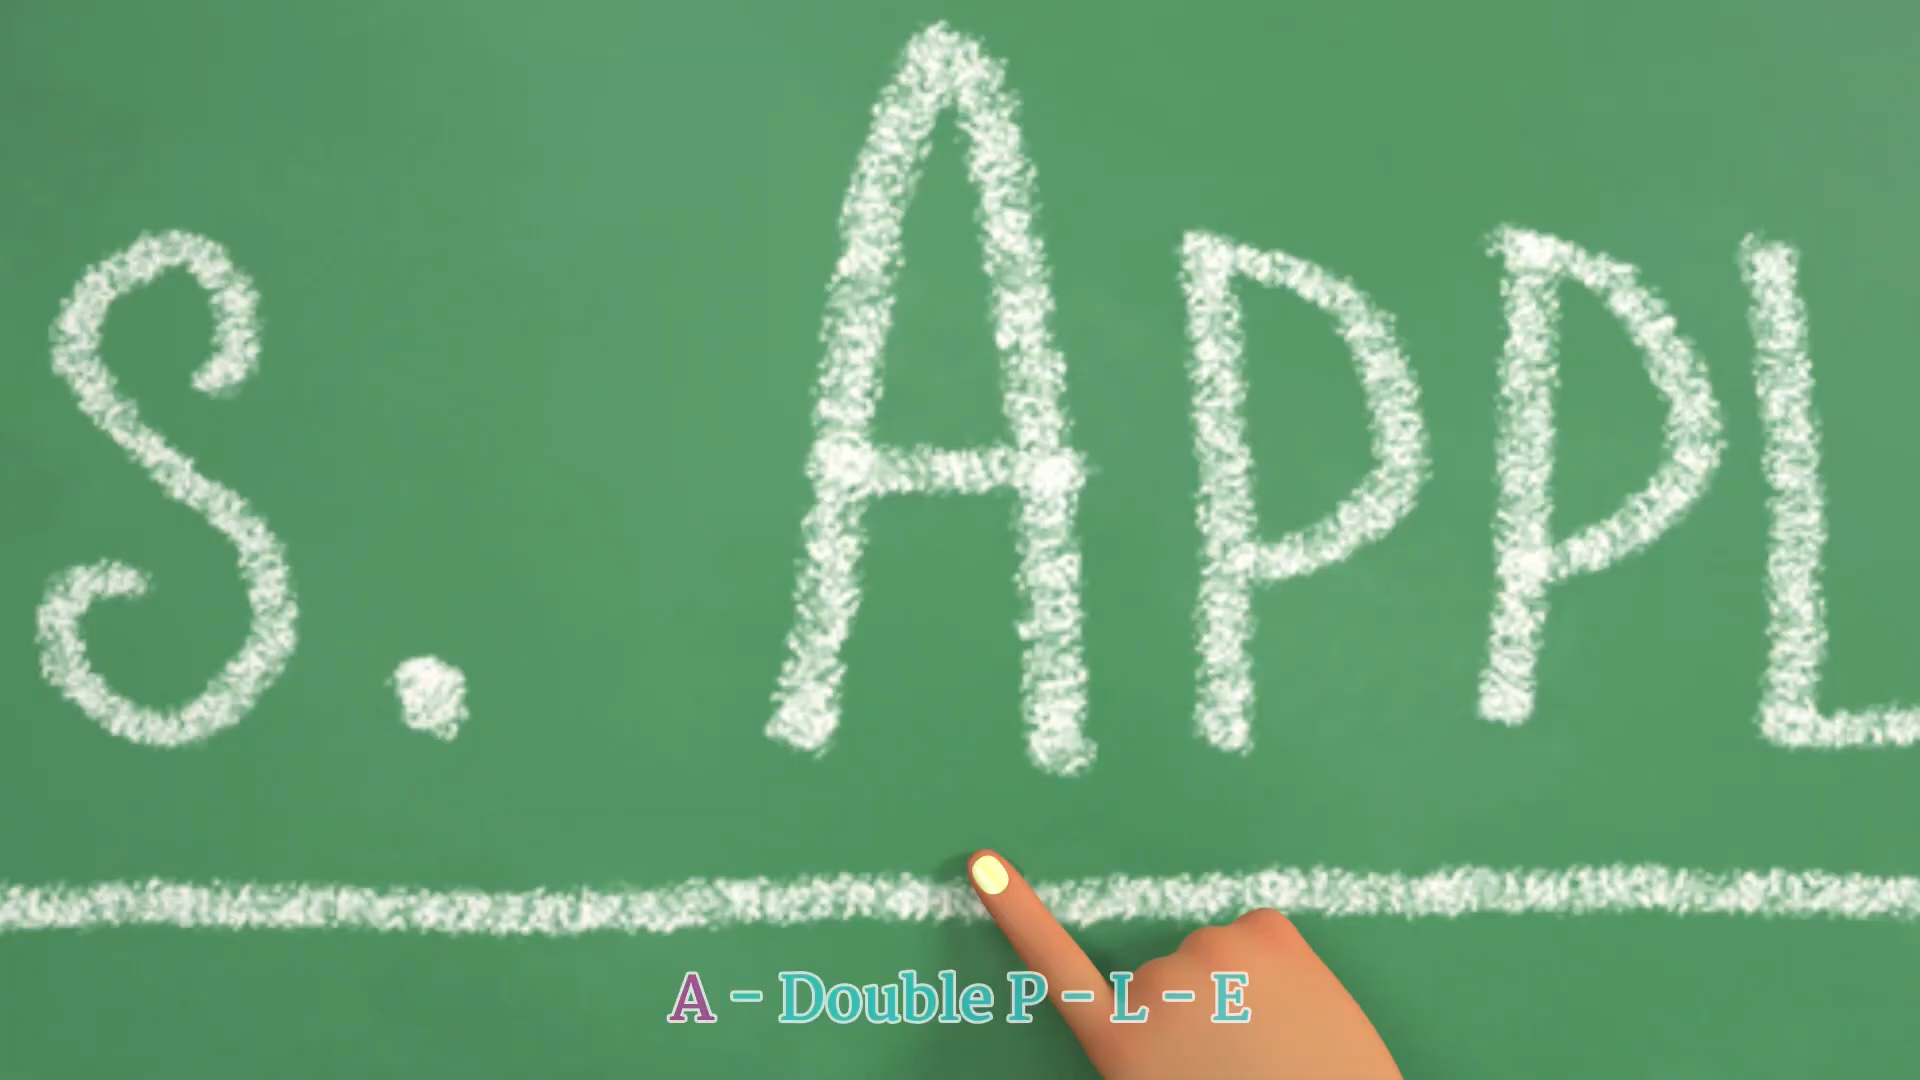 S. APPL
A – Double P – L – E